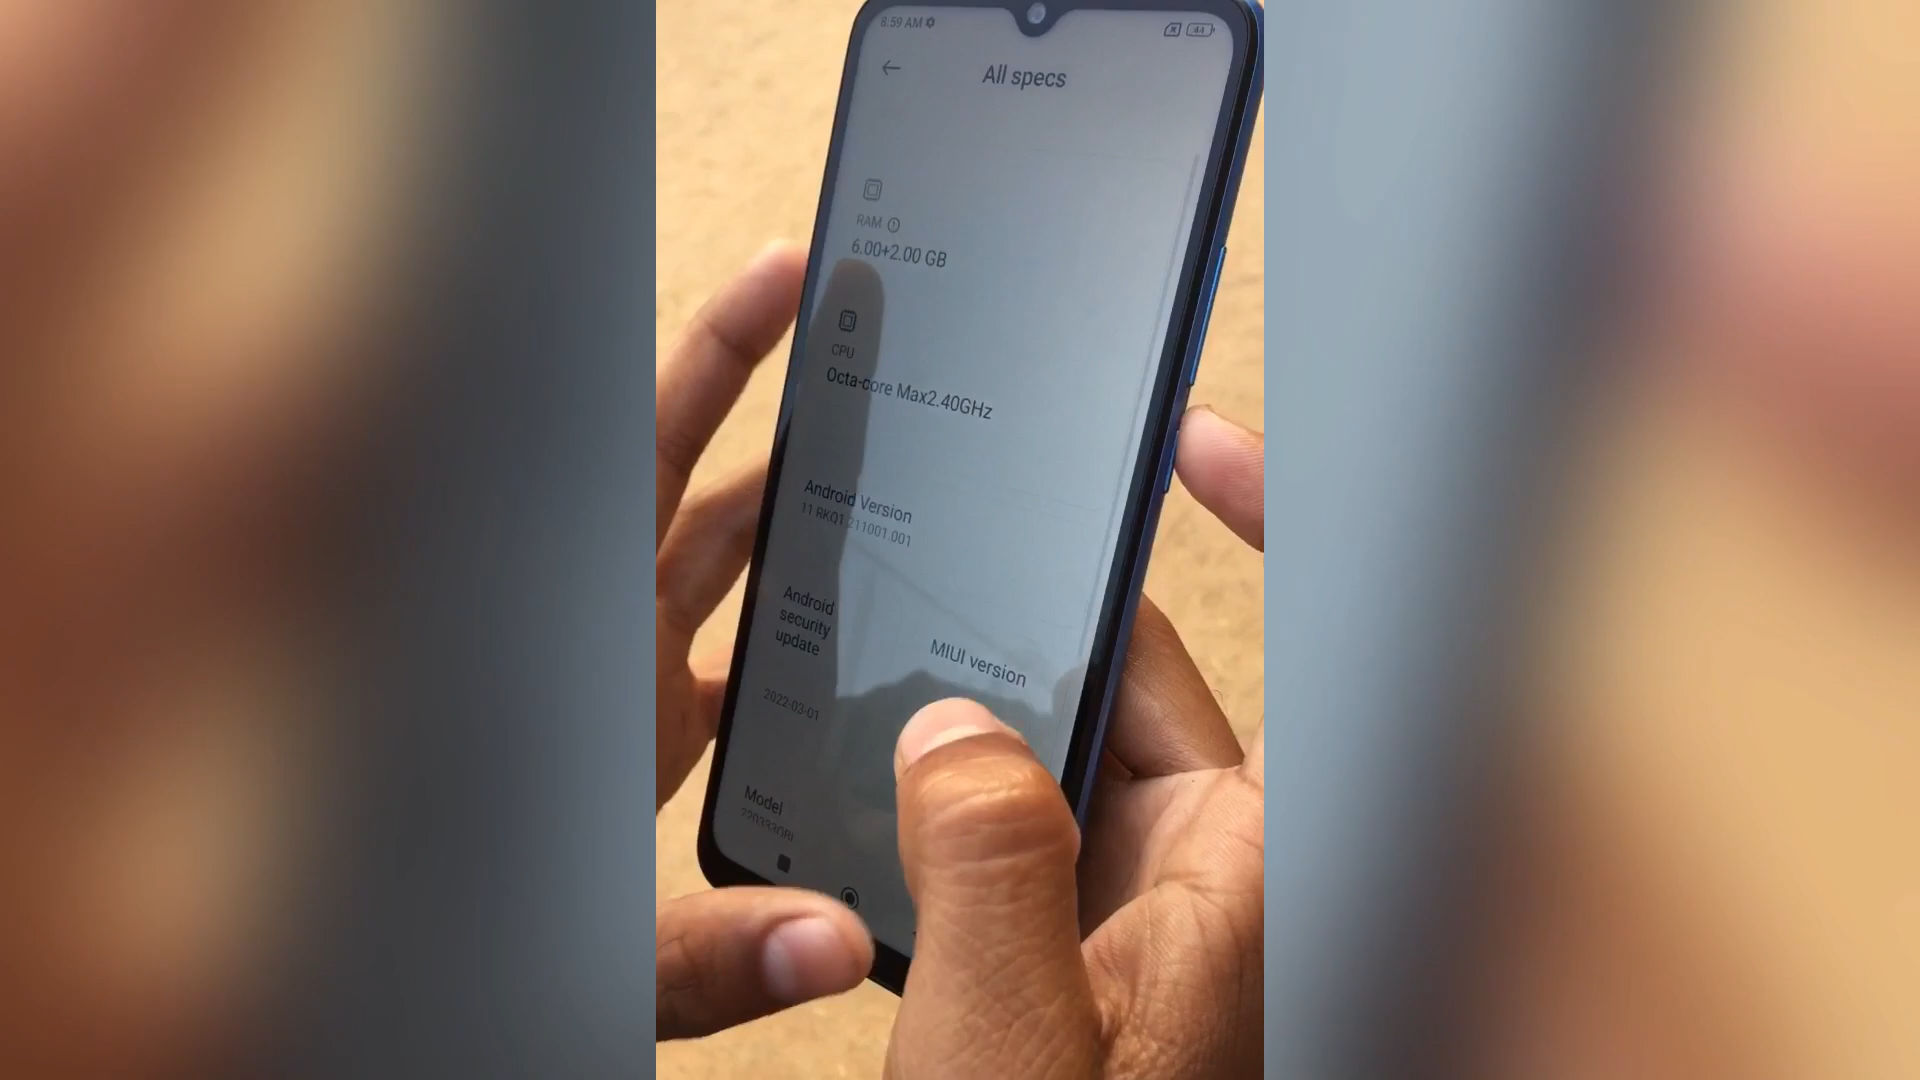 8:59 AM
44
All specs
RAM
6.00+2.00 GB
CPU
Octa-core Max2.40GHz
Android Version
11 RKQ1.211001.001
Android
security
update
MIUI version
2022-03-01
Model